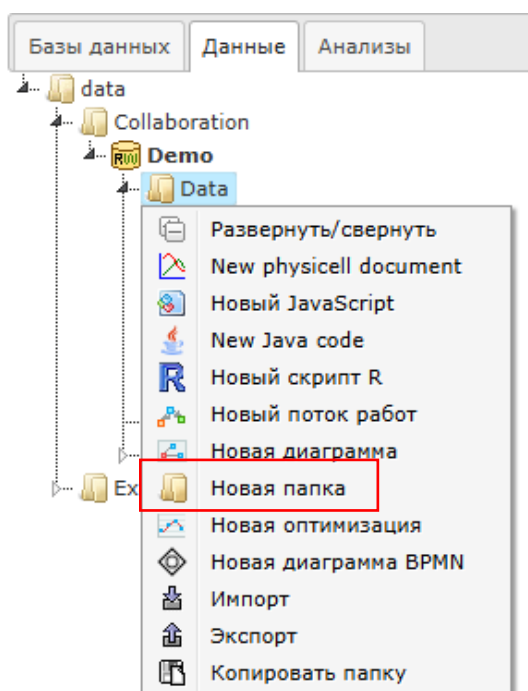 Базы данных Данные Анализы
data
Collaboration
Demo
Data
Развернуть/свернуть
New physicell document
Новый JavaScript
New Java code
Новый скрипт R
Новый поток работ
Новая диаграмма
Ex Новая папка
Новая оптимизация
Новая диаграмма BPMN
Импорт
Экспорт
Копировать папку